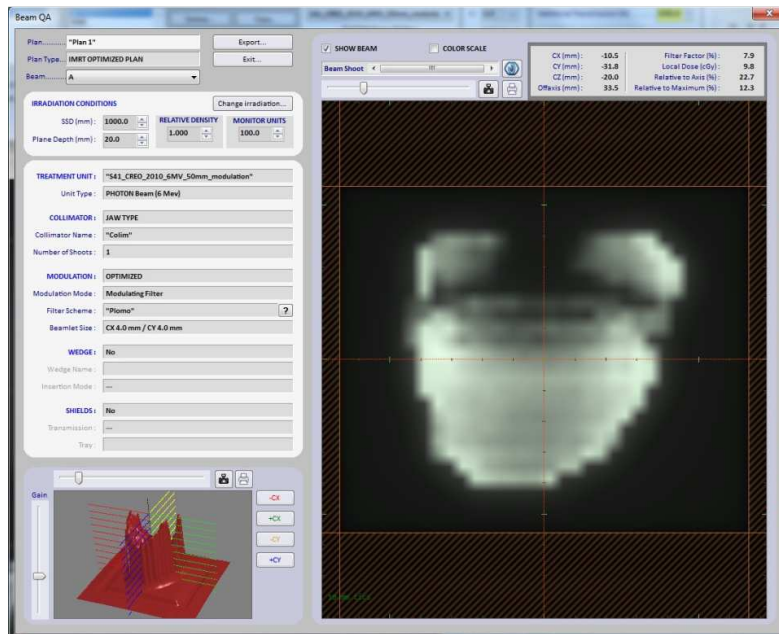 Beam QA
Plan......... "Plan 1" Export...
Plan Type... IMRT OPTIMIZED PLAN Exit...
Beam......... A
IRRADIATION CONDITIONS Change irradiation...
SSD (mm): 1000.0 RELATIVE DENSITY MONITOR UNITS
Plane Depth (mm): 20.0 1.000 100.0
TREATMENT UNIT: "S41_CREO_2010_6MV_50mm_modulation"
Unit Type: PHOTON Beam (6 Mev)
COLLIMATOR: JAW TYPE
Collimator Name: "Colim"
Number of Shoots: 1
MODULATION: OPTIMIZED
Modulation Mode: Modulating Filter
Filter Scheme: "Plomo" ?
Beamlet Size: CX 4.0 mm / CY 4.0 mm
WEDGE: No
Wedge Name:
Insertion Mode: ---
SHIELDS: No
Transmission: ---
Tray:
Gain
-CX
+CX
-CY
+CY
SHOW BEAM COLOR SCALE
Beam Shoot
CX (mm): -10.5 Filter Factor (%): 7.9
CY (mm): -31.8 Local Dose (cGy): 9.8
CZ (mm): -20.0 Relative to Axis (%): 22.7
Offaxis (mm): 33.5 Relative to Maximum (%): 12.3